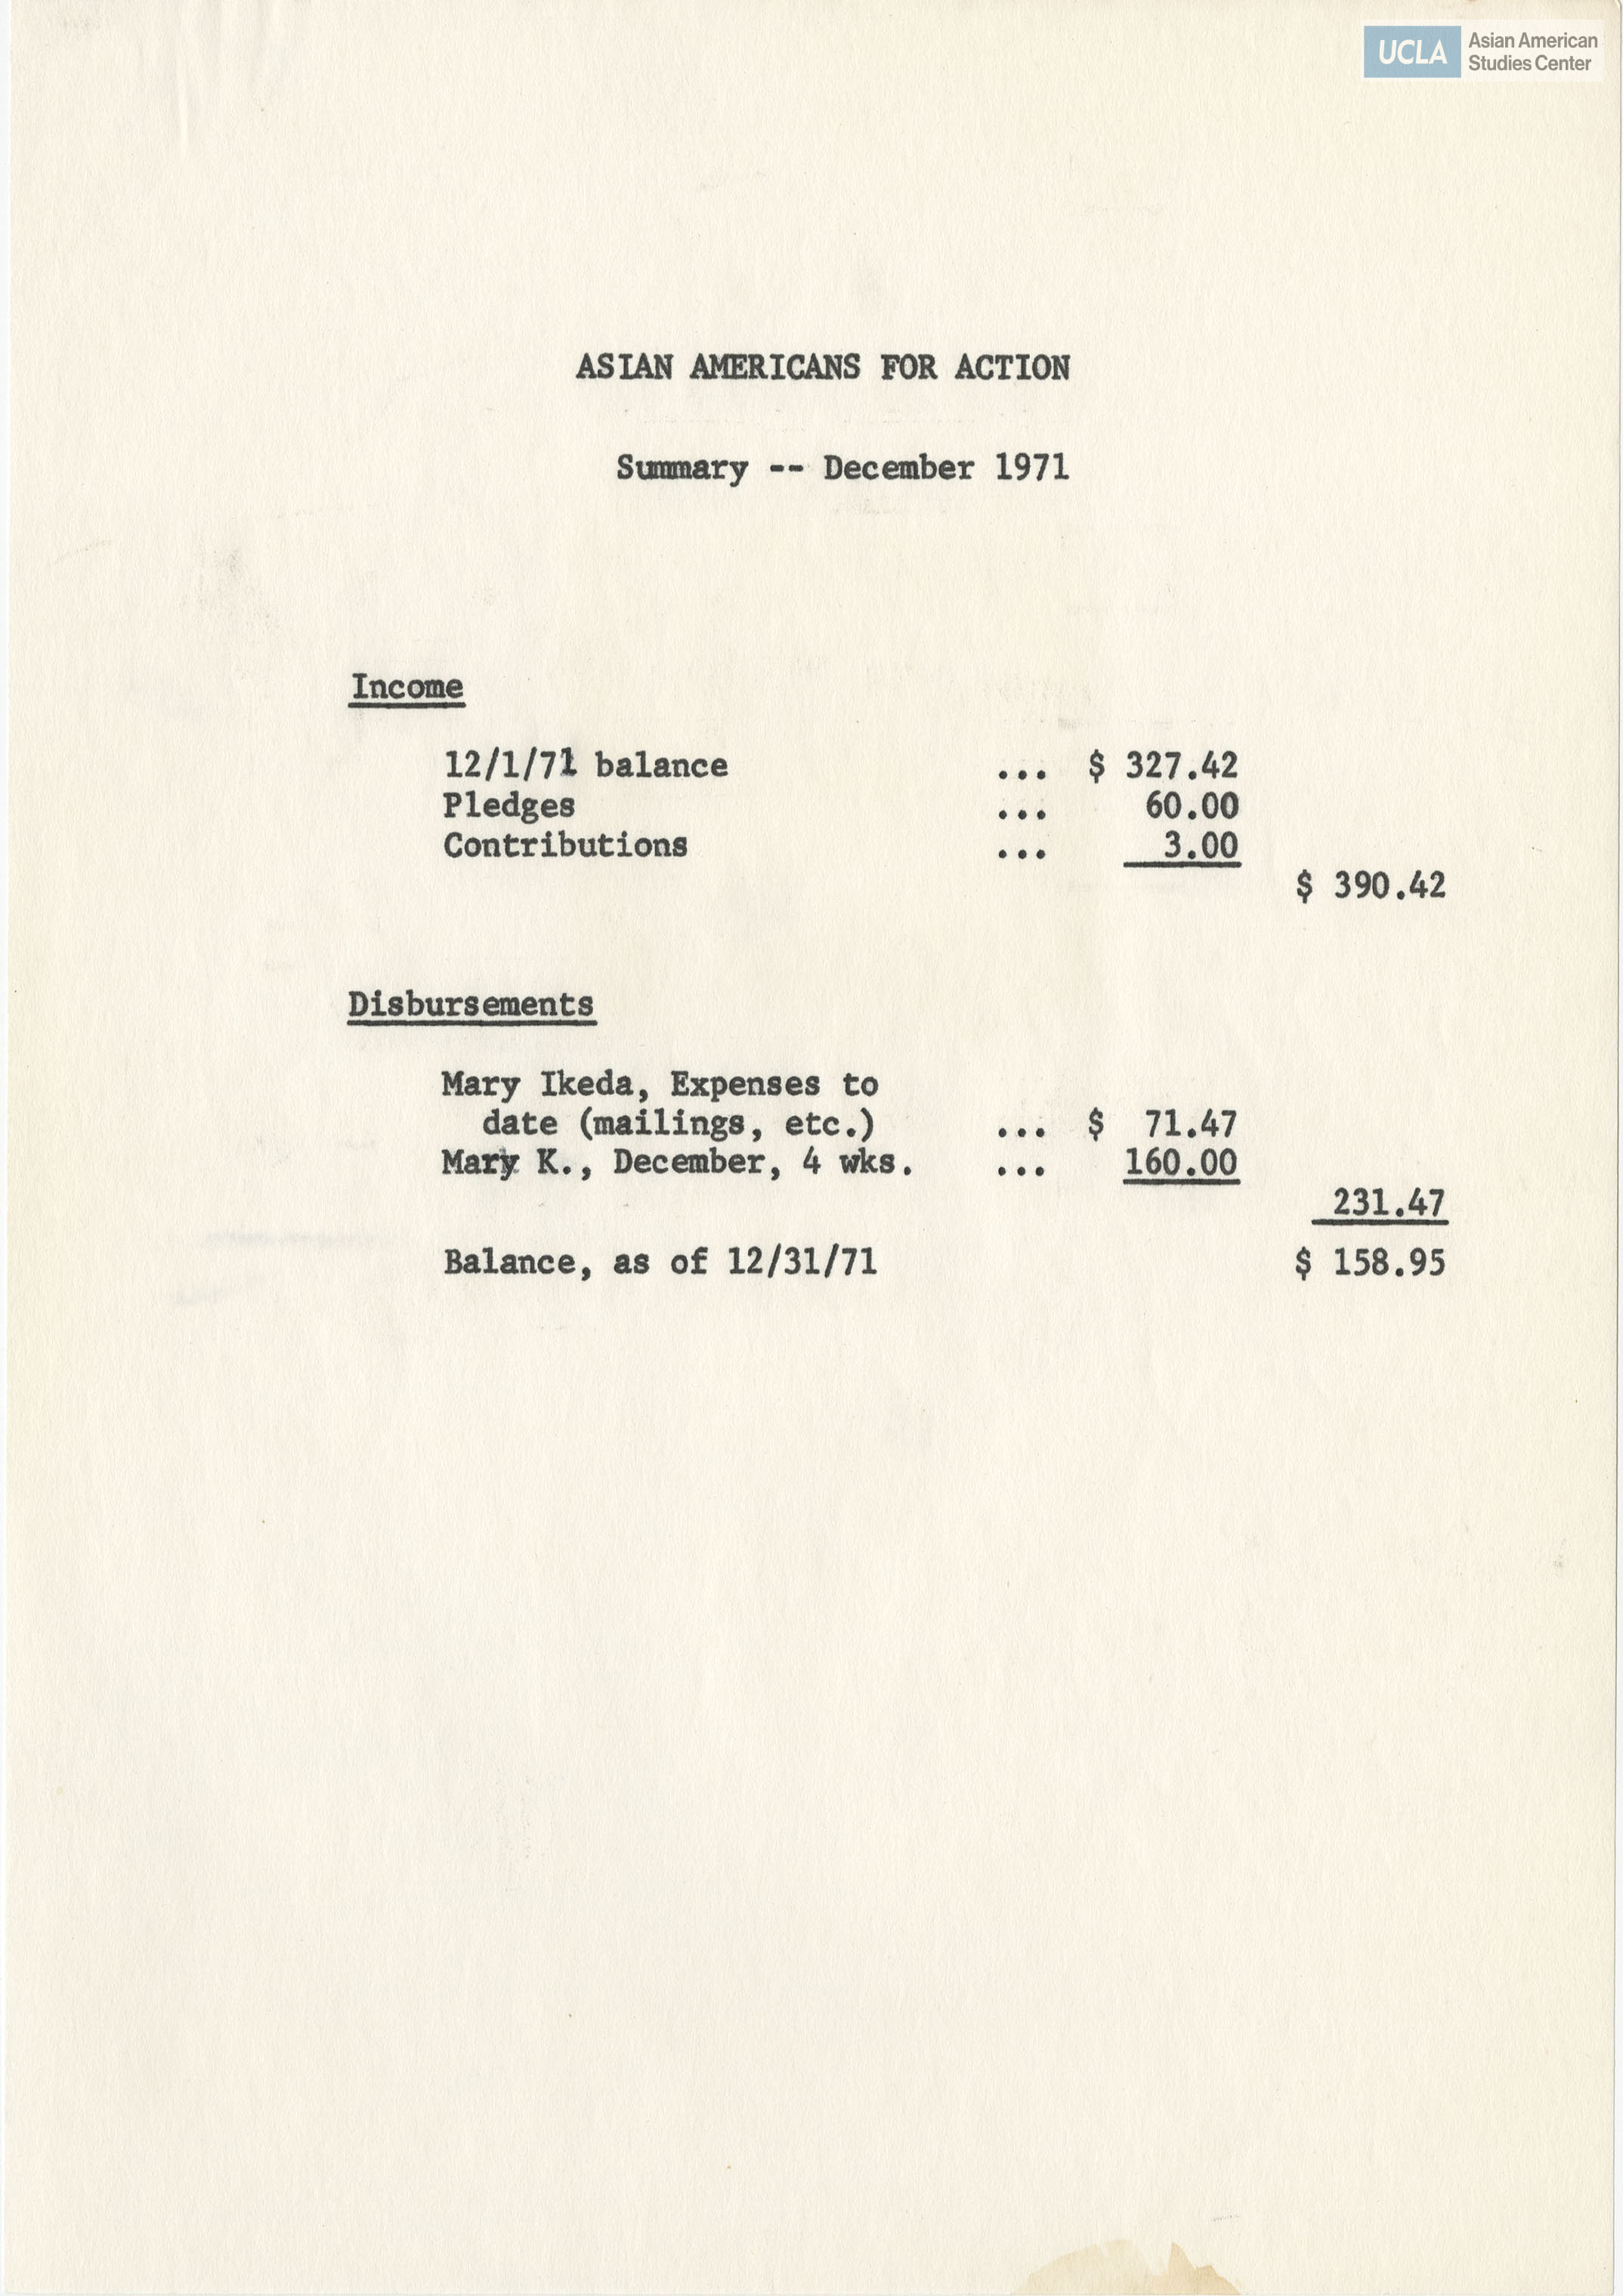 UCLA Asian American
Studies Center
ASIAN AMERICANS FOR ACTION
Summary -- December 1971
Income
12/1/71 balance ... $ 327.42
Pledges ... 60.00
Contributions ... 3.00
$ 390.42
Disbursements
Mary Ikeda, Expenses to
date (mailings, etc.) ... $ 71.47
Mary K., December, 4 wks. ... 160.00
231.47
Balance, as of 12/31/71 $ 158.95